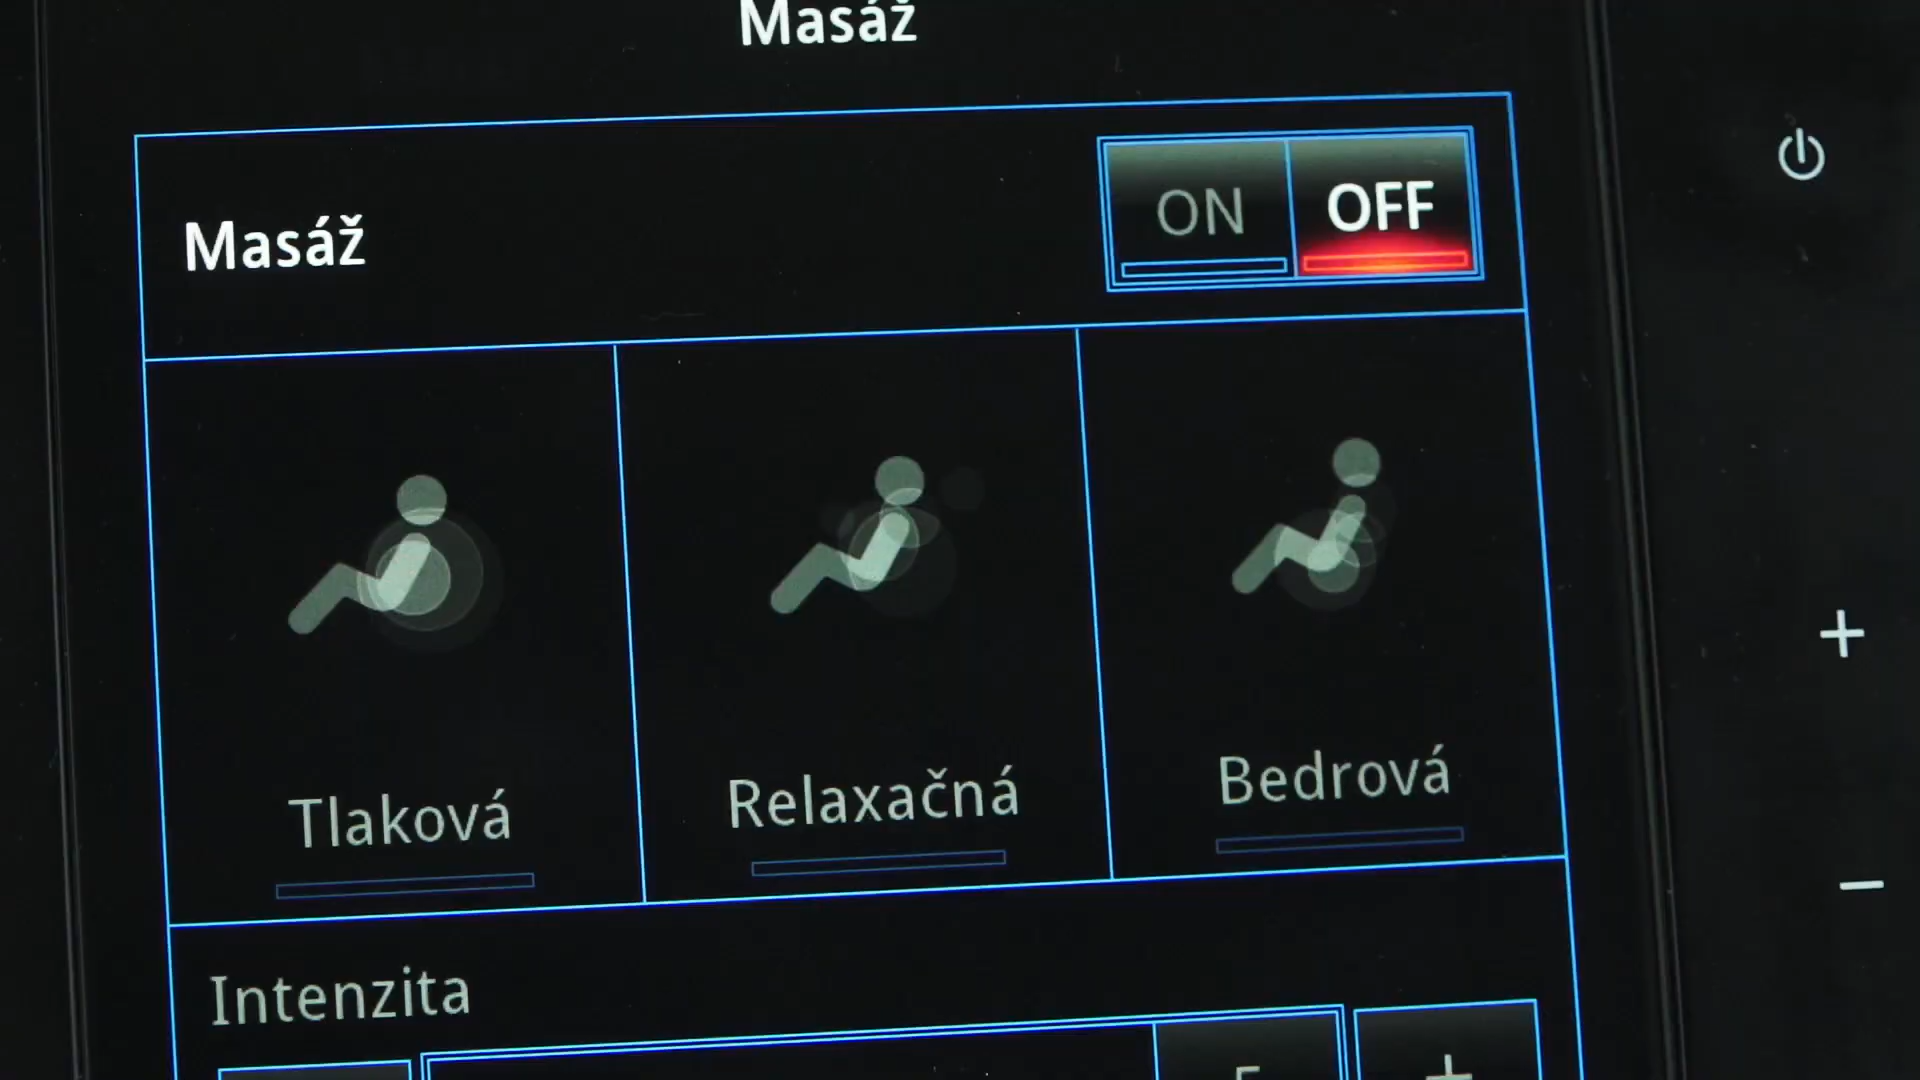 Masáž
Masáž
ON OFF
Tlaková Relaxačná Bedrová
Intenzita
+
−
+